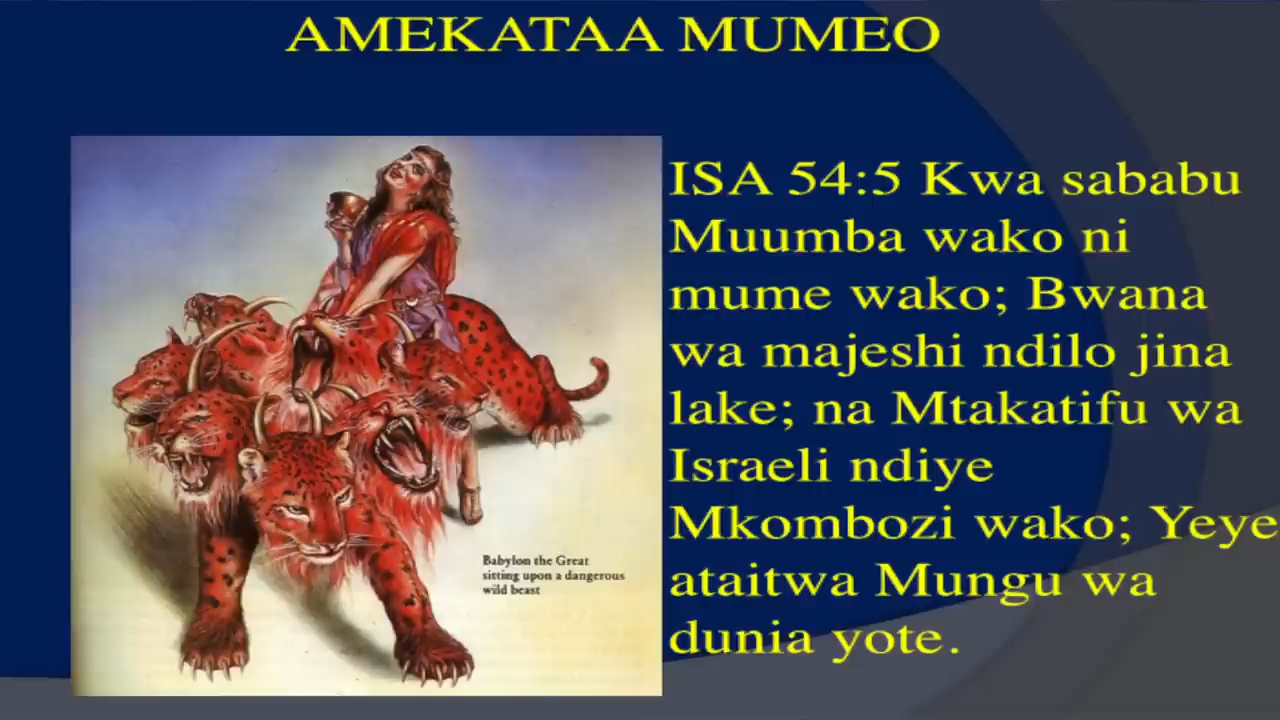 AMEKATAA MUMEO
ISA 54:5 Kwa sababu
Muumba wako ni
mume wako; Bwana
wa majeshi ndilo jina
lake; na Mtakatifu wa
Israeli ndiye
Mkombozi wako; Yeye
ataitwa Mungu wa
dunia yote.
Babylon the Great
sitting upon a dangerous
wild beast